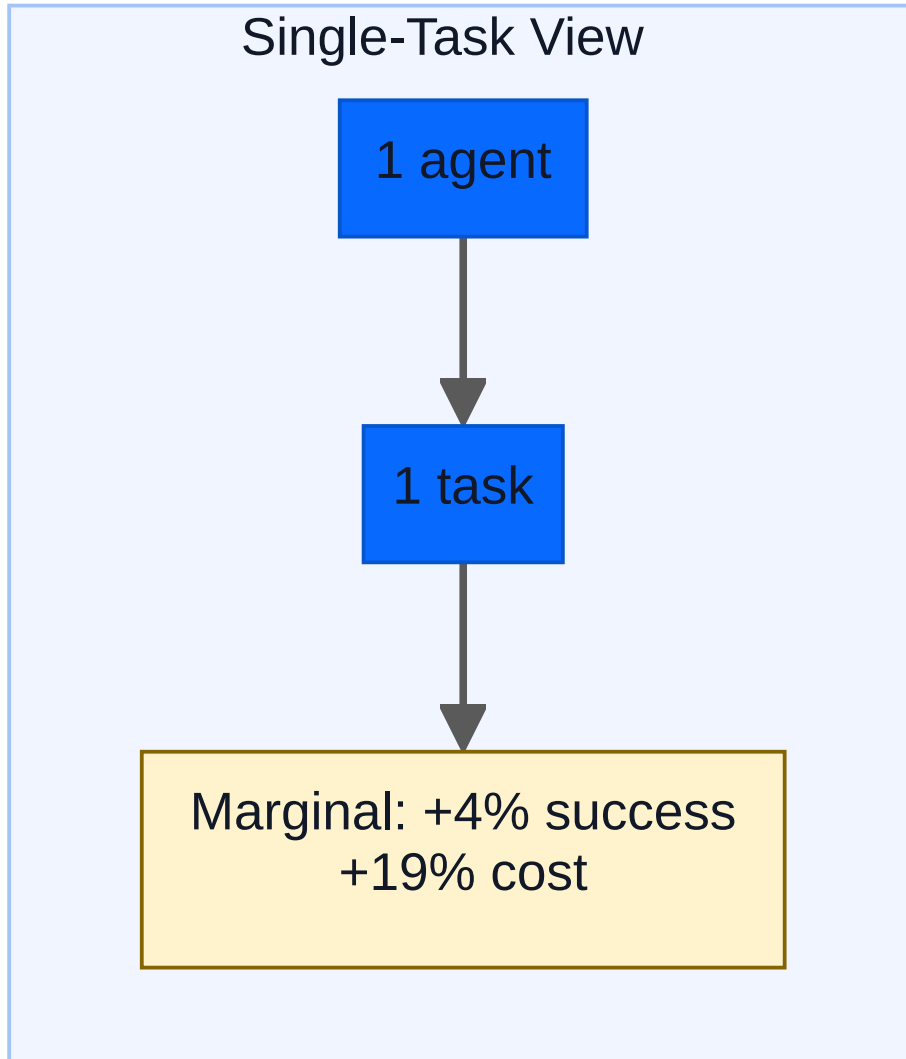 Single-Task View
1 agent
1 task
Marginal: +4% success
+19% cost